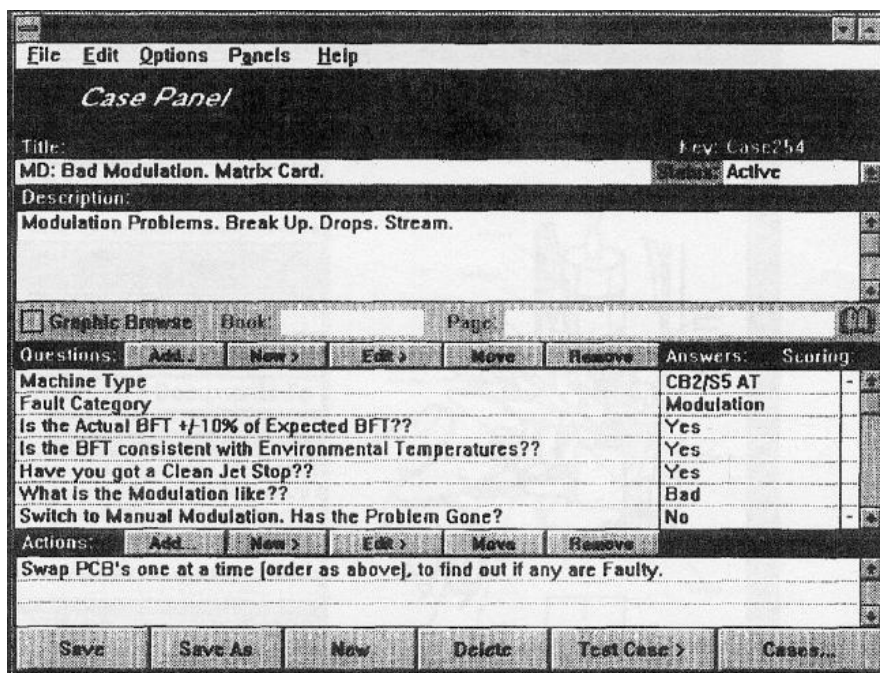 File Edit Options Panels Help
Case Panel
Title: Key: Case254
MD: Bad Modulation. Matrix Card. Status: Active
Description:
Modulation Problems. Break Up. Drops. Stream.
Graphic Browse Book: Page:
Questions: Add... New > Edit > Move Remove Answers: Scoring:
Machine Type CB2/S5 AT -
Fault Category Modulation
Is the Actual BFT +/-10% of Expected BFT?? Yes
Is the BFT consistent with Environmental Temperatures?? Yes
Have you got a Clean Jet Stop?? Yes
What is the Modulation like?? Bad
Switch to Manual Modulation. Has the Problem Gone? No -
Actions: Add... New > Edit > Move Remove
Swap PCB's one at a time (order as above), to find out if any are Faulty.
Save Save As New Delete Test Case > Cases...